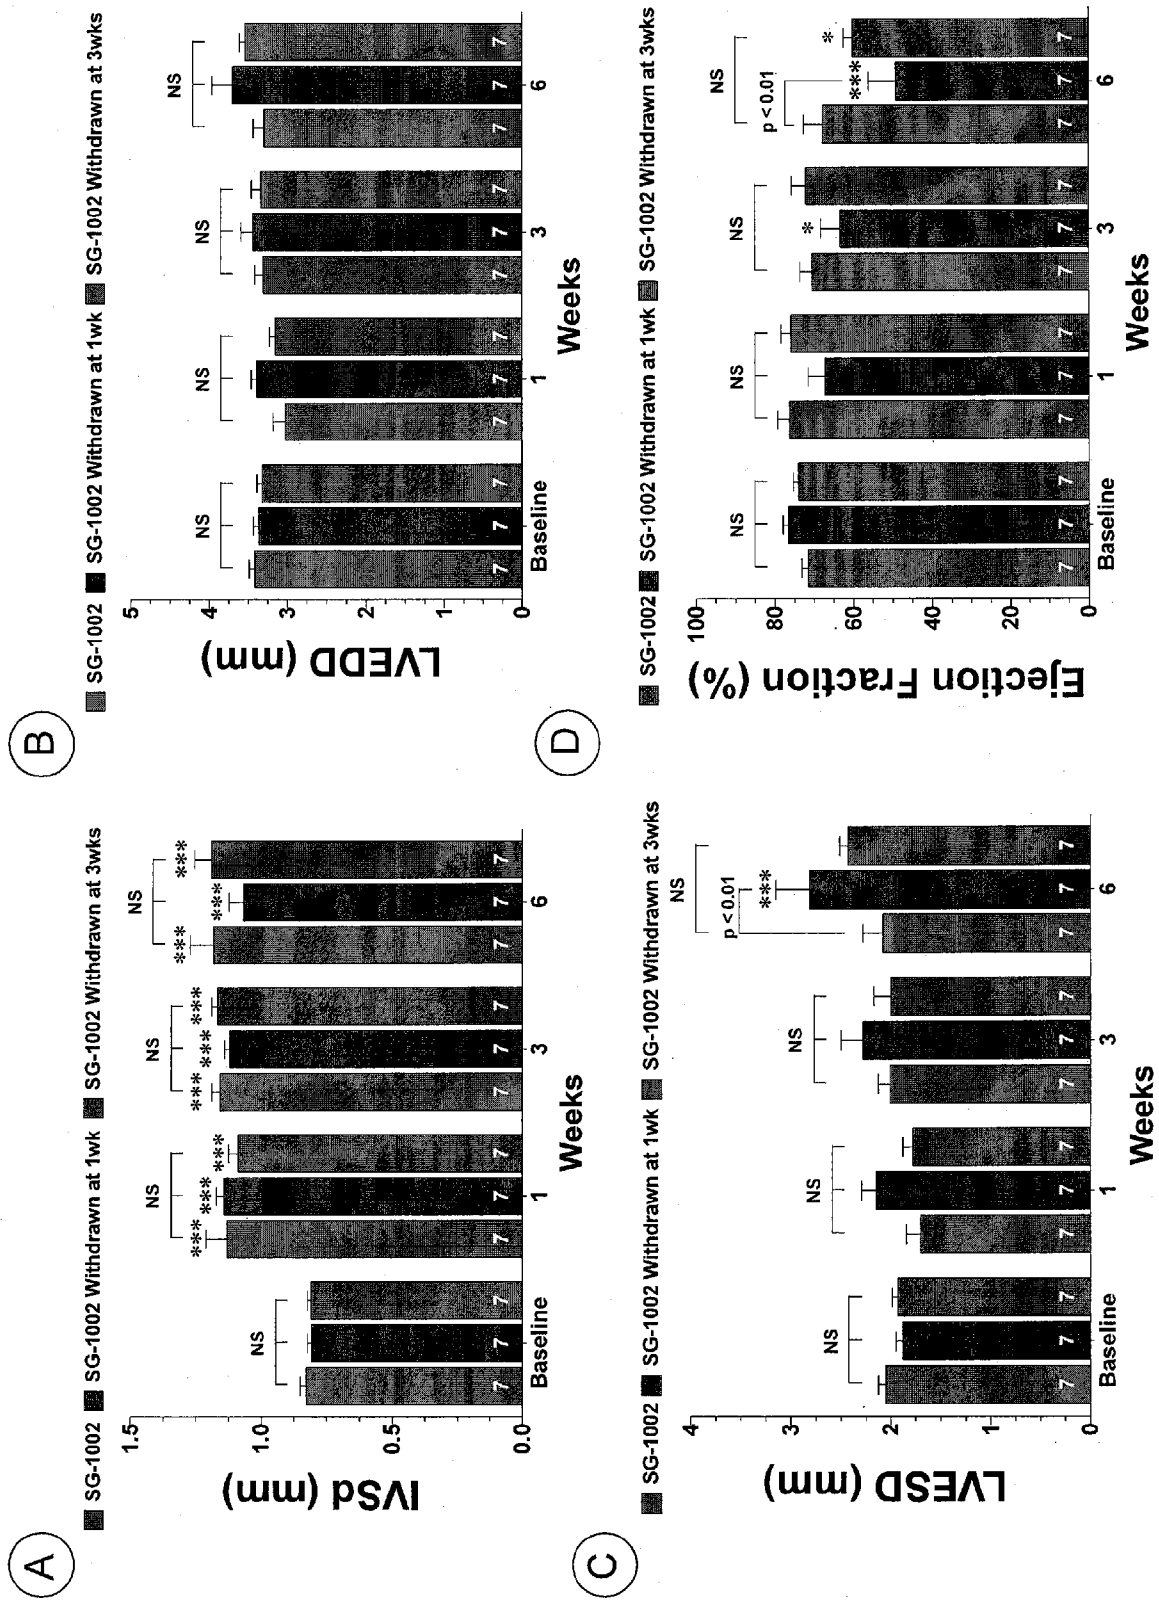 A
SG-1002 SG-1002 Withdrawn at 1wk SG-1002 Withdrawn at 3wks
IVSd (mm)
1.5
1.0
0.5
0.0
NS
7 7 7
Baseline
NS
*** *** ***
7 7 7
1
NS
*** *** ***
7 7 7
3
NS
*** *** ***
7 7 7
6
Weeks
B
SG-1002 SG-1002 Withdrawn at 1wk SG-1002 Withdrawn at 3wks
LVEDD (mm)
5
4
3
2
1
0
NS
7 7 7
Baseline
NS
7 7 7
1
NS
7 7 7
3
NS
7 7 7
6
Weeks
C
SG-1002 SG-1002 Withdrawn at 1wk SG-1002 Withdrawn at 3wks
LVESD (mm)
4
3
2
1
0
NS
7 7 7
Baseline
NS
7 7 7
1
NS
7 7 7
3
NS
p < 0.01
***
7 7 7
6
Weeks
D
SG-1002 SG-1002 Withdrawn at 1wk SG-1002 Withdrawn at 3wks
Ejection Fraction (%)
100
80
60
40
20
0
NS
7 7 7
Baseline
NS
7 7 7
1
NS
*
7 7 7
3
NS
p < 0.01
*** *
7 7 7
6
Weeks